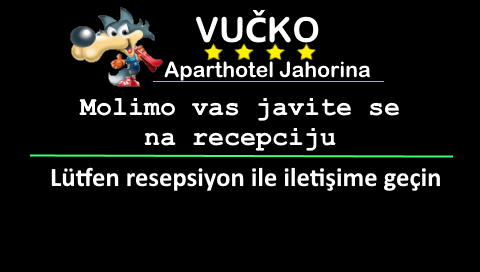 VUČKO
Aparthotel Jahorina
Molimo vas javite se
na recepciju
Lütfen resepsiyon ile iletişime geçin